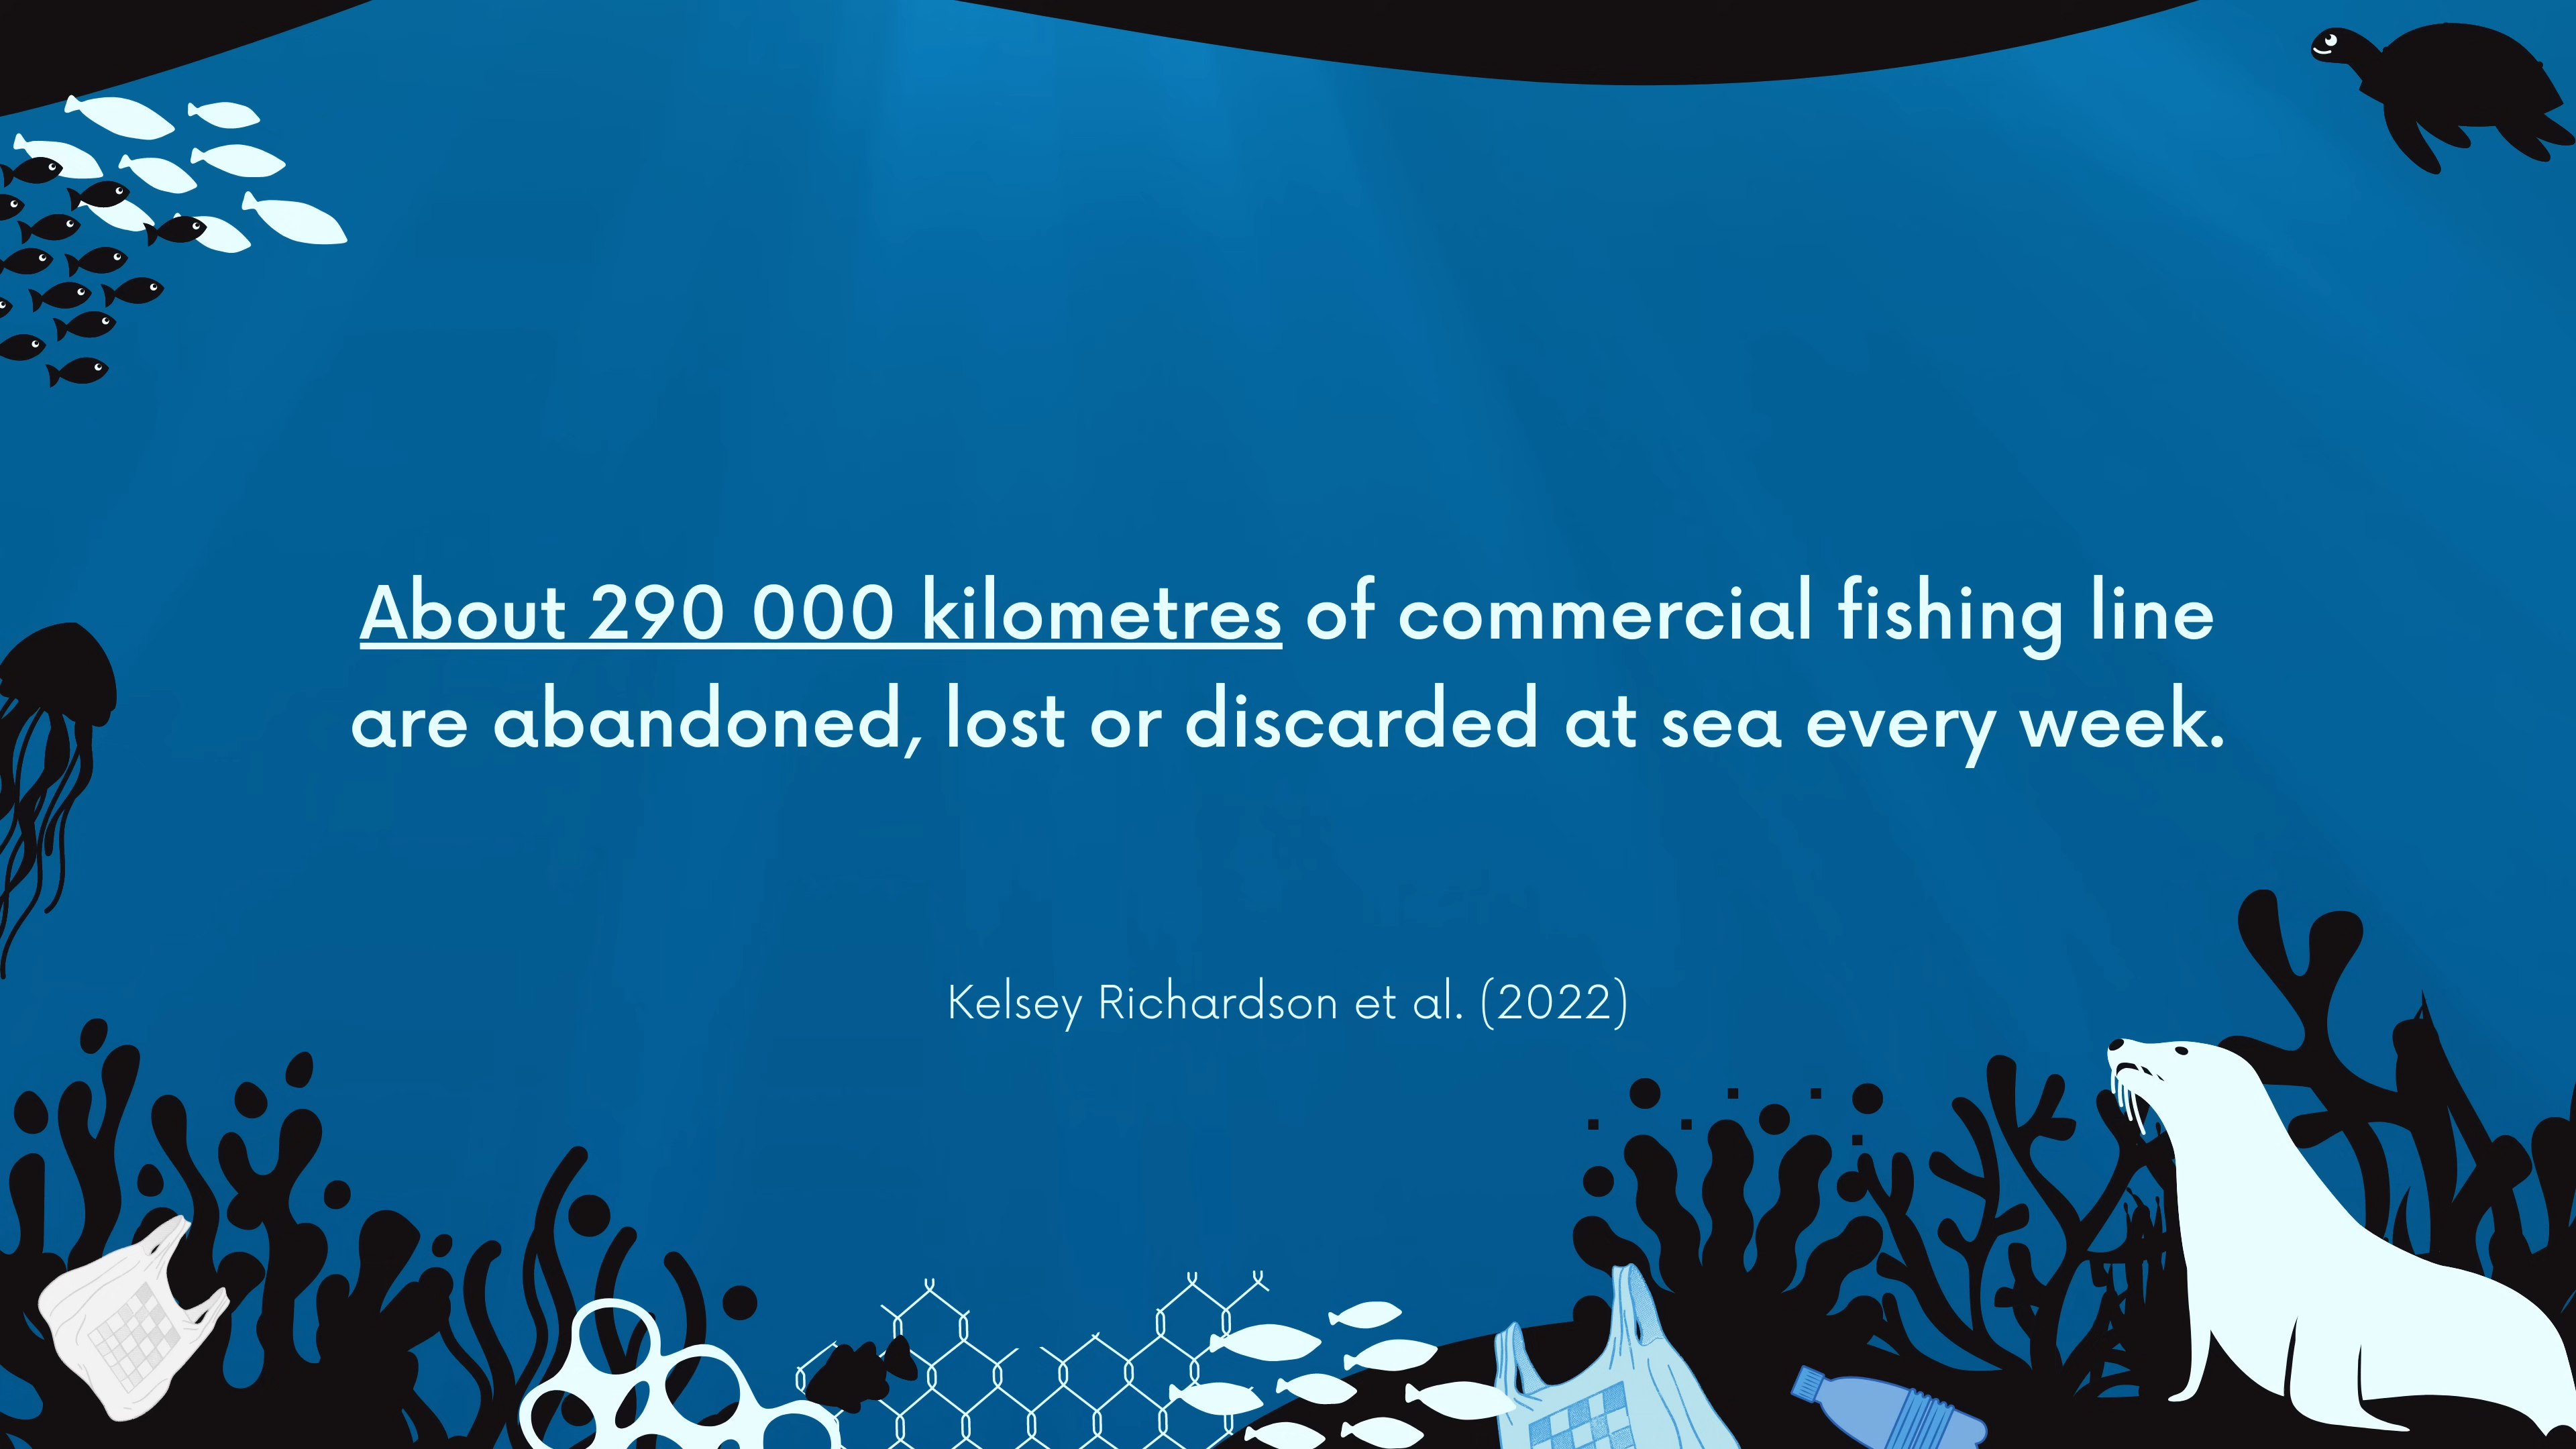 About 290 000 kilometres of commercial fishing line
are abandoned, lost or discarded at sea every week.
Kelsey Richardson et al. (2022)